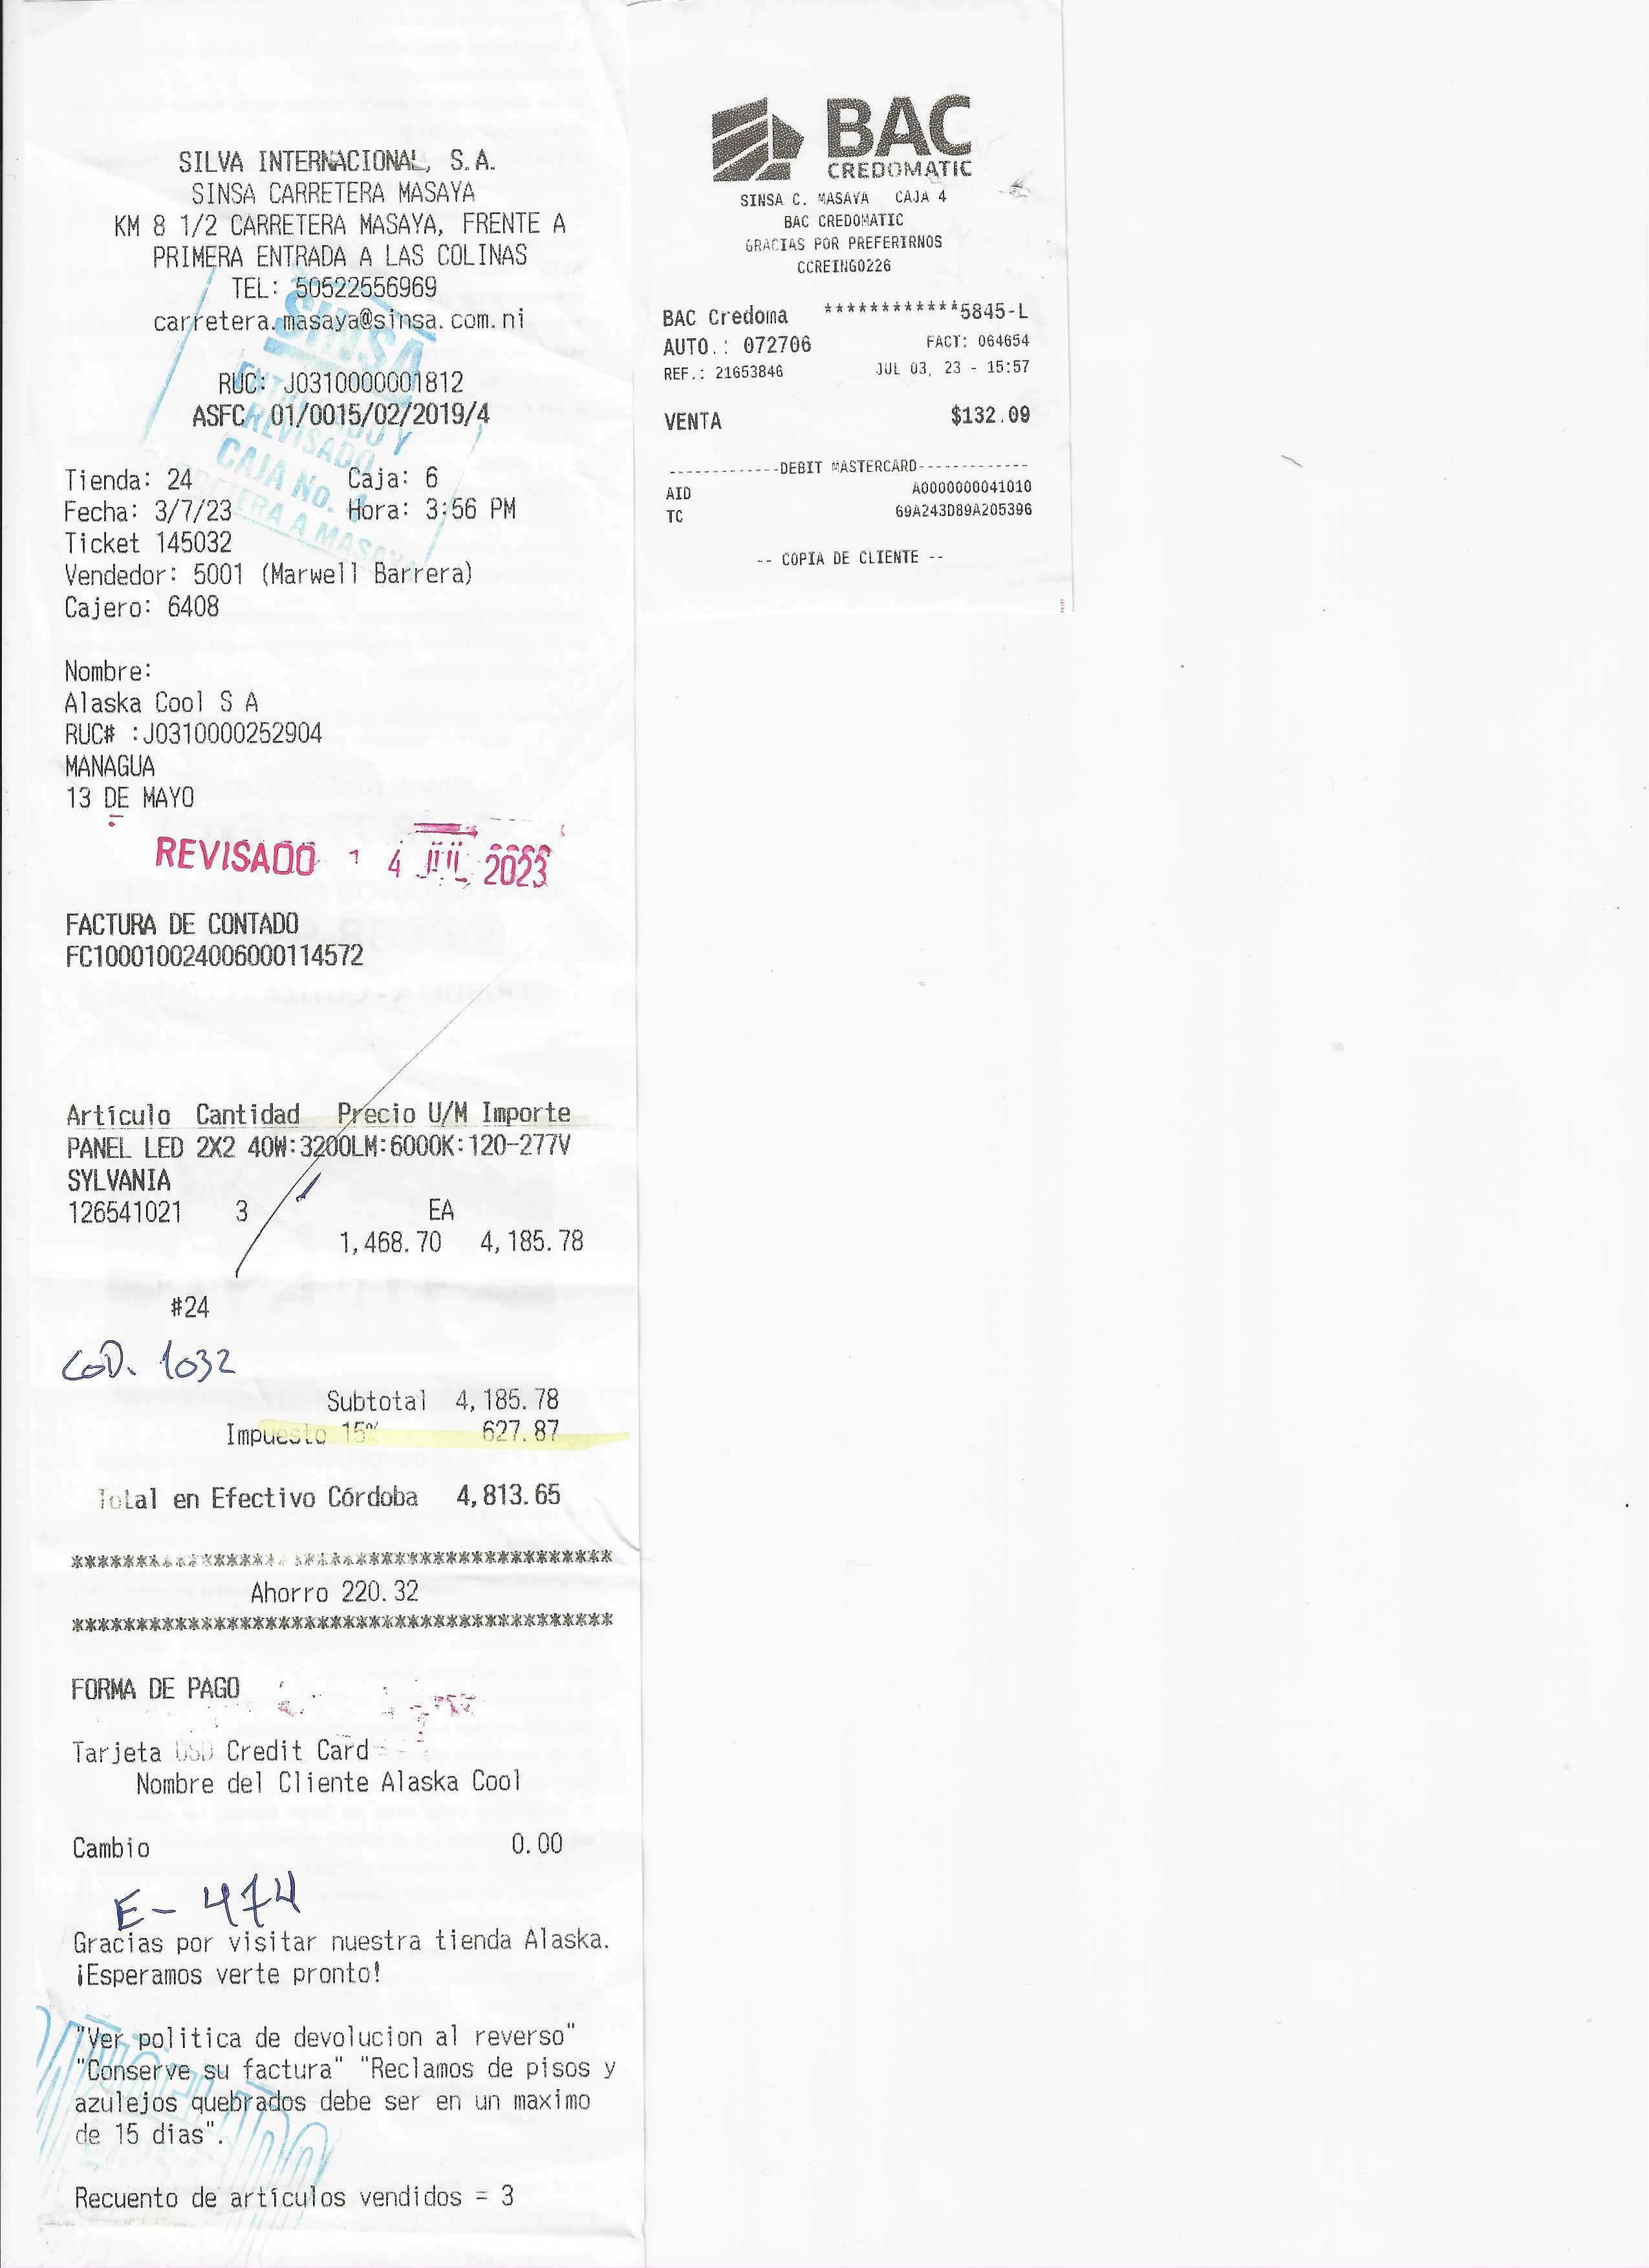 SILVA INTERNACIONAL, S.A.
SINSA CARRETERA MASAYA
KM 8 1/2 CARRETERA MASAYA, FRENTE A
PRIMERA ENTRADA A LAS COLINAS
TEL: 50522556969
carretera.masaya@sinsa.com.ni
RUC: J0310000001812
ASFC 01/0015/02/2019/4
SINSA
ENTREGADO Y
REVISADO
CAJA No. 4
CARRETERA A MASAYA
Tienda: 24 Caja: 6
Fecha: 3/7/23 Hora: 3:56 PM
Ticket 145032
Vendedor: 5001 (Marwell Barrera)
Cajero: 6408
Nombre:
Alaska Cool S A
RUC# :J0310000252904
MANAGUA
13 DE MAYO
REVISADO - 4 JUL 2023
FACTURA DE CONTADO
FC100010024006000114572
Artículo Cantidad Precio U/M Importe
PANEL LED 2X2 40W:3200LM:6000K:120-277V
SYLVANIA
126541021 3 EA
1,468.70 4,185.78
#24
COD. 1032
Subtotal 4,185.78
Impuesto 15% 627.87
Total en Efectivo Córdoba 4,813.65
******************************************
Ahorro 220.32
******************************************
FORMA DE PAGO
Tarjeta USD Credit Card
Nombre del Cliente Alaska Cool
Cambio 0.00
E- 474
Gracias por visitar nuestra tienda Alaska.
¡Esperamos verte pronto!
"Ver politica de devolucion al reverso"
"Conserve su factura" "Reclamos de pisos y
azulejos quebrados debe ser en un maximo
de 15 dias".
Recuento de artículos vendidos = 3
BAC
CREDOMATIC
SINSA C. MASAYA CAJA 4
BAC CREDOMATIC
GRACIAS POR PREFERIRNOS
CCREING0226
BAC Credoma ************5845-L
AUTO.: 072706 FACT: 064654
REF.: 21653846 JUL 03, 23 - 15:57
VENTA $132.09
-------------DEBIT MASTERCARD-------------
AID A0000000041010
TC 69A243D89A205396
-- COPIA DE CLIENTE --